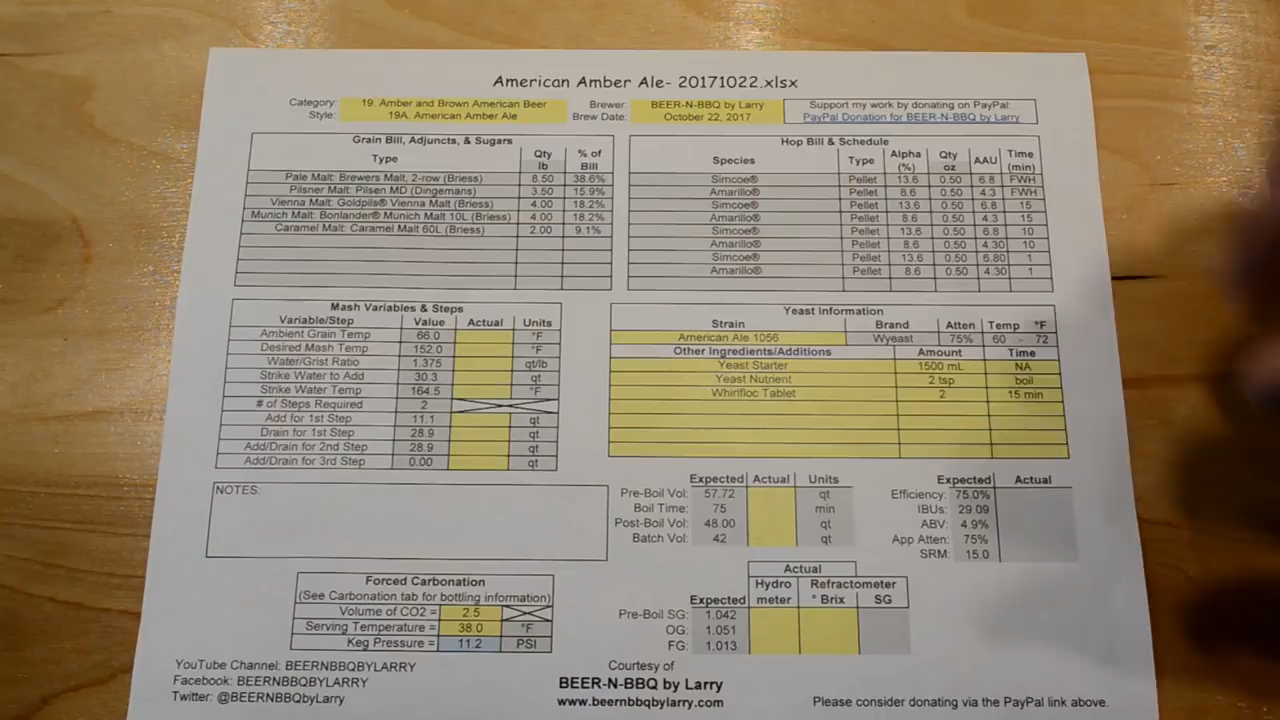 American Amber Ale- 20171022.xlsx
Category: 19. Amber and Brown American Beer Brewer: BEER-N-BBQ by Larry Support my work by donating on PayPal:
Style: 19A. American Amber Ale Brew Date: October 22, 2017 PayPal Donation for BEER-N-BBQ by Larry
Grain Bill, Adjuncts, & Sugars
Type Qty lb % of Bill
Pale Malt: Brewers Malt, 2-row (Briess) 8.50 38.6%
Pilsner Malt: Pilsen MD (Dingemans) 3.50 15.9%
Vienna Malt: Goldpils® Vienna Malt (Briess) 4.00 18.2%
Munich Malt: Bonlander® Munich Malt 10L (Briess) 4.00 18.2%
Caramel Malt: Caramel Malt 60L (Briess) 2.00 9.1%
Hop Bill & Schedule
Species Type Alpha (%) Qty oz AAU Time (min)
Simcoe® Pellet 13.6 0.50 6.8 FWH
Amarillo® Pellet 8.6 0.50 4.3 FWH
Simcoe® Pellet 13.6 0.50 6.8 15
Amarillo® Pellet 8.6 0.50 4.3 15
Simcoe® Pellet 13.6 0.50 6.8 10
Amarillo® Pellet 8.6 0.50 4.30 10
Simcoe® Pellet 13.6 0.50 6.80 1
Amarillo® Pellet 8.6 0.50 4.30 1
Mash Variables & Steps
Variable/Step Value Actual Units
Ambient Grain Temp 66.0 °F
Desired Mash Temp 152.0 °F
Water/Grist Ratio 1.375 qt/lb
Strike Water to Add 30.3 qt
Strike Water Temp 164.5 °F
# of Steps Required 2
Add for 1st Step 11.1 qt
Drain for 1st Step 28.9 qt
Add/Drain for 2nd Step 28.9 qt
Add/Drain for 3rd Step 0.00 qt
Yeast Information
Strain Brand Atten Temp °F
American Ale 1056 Wyeast 75% 60 - 72
Other Ingredients/Additions Amount Time
Yeast Starter 1500 mL NA
Yeast Nutrient 2 tsp boil
Whirlfloc Tablet 2 15 min
NOTES:
Expected Actual Units
Pre-Boil Vol: 57.72 qt
Boil Time: 75 min
Post-Boil Vol: 48.00 qt
Batch Vol: 42 qt
Expected Actual
Efficiency: 75.0%
IBUs: 29.09
ABV: 4.9%
App Atten: 75%
SRM: 15.0
Forced Carbonation
(See Carbonation tab for bottling information)
Volume of CO2 = 2.5
Serving Temperature = 38.0 °F
Keg Pressure = 11.2 PSI
Actual
Hydro meter Refractometer
Expected ° Brix SG
Pre-Boil SG: 1.042
OG: 1.051
FG: 1.013
YouTube Channel: BEERNBBQBYLARRY
Facebook: BEERNBBQBYLARRY
Twitter: @BEERNBBQbyLarry
Courtesy of
BEER-N-BBQ by Larry
www.beernbbqbylarry.com
Please consider donating via the PayPal link above.